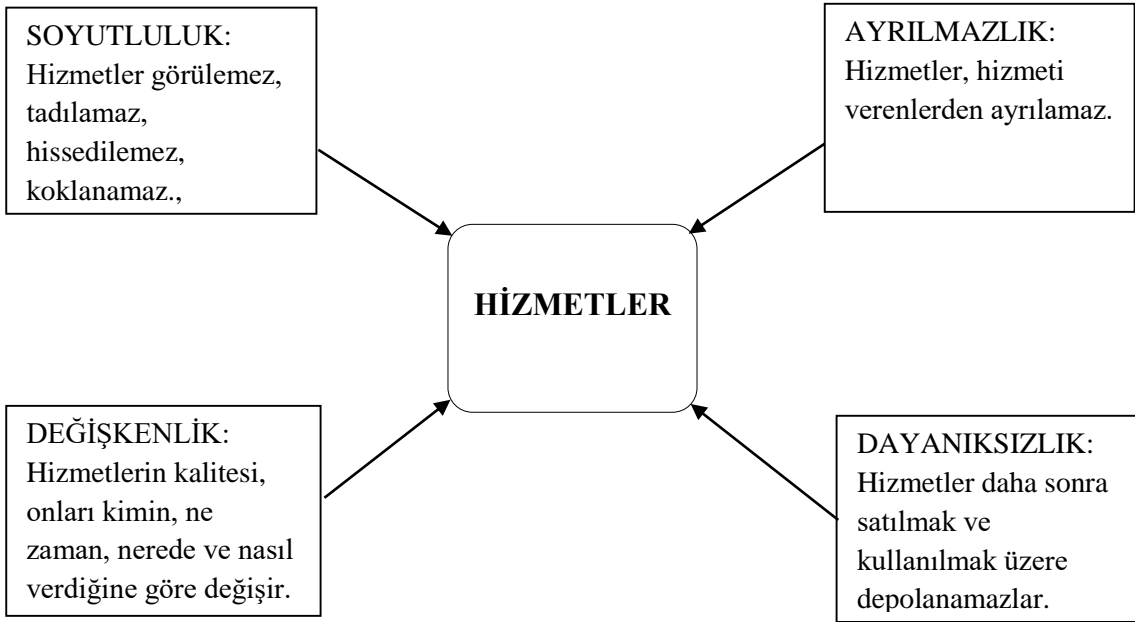 SOYUTLULUK:
Hizmetler görülemez,
tadılamaz,
hissedilemez,
koklanamaz.,
AYRILMAZLIK:
Hizmetler, hizmeti
verenlerden ayrılamaz.
HİZMETLER
DEĞİŞKENLİK:
Hizmetlerin kalitesi,
onları kimin, ne
zaman, nerede ve nasıl
verdiğine göre değişir.
DAYANIKSIZLIK:
Hizmetler daha sonra
satılmak ve
kullanılmak üzere
depolanamazlar.